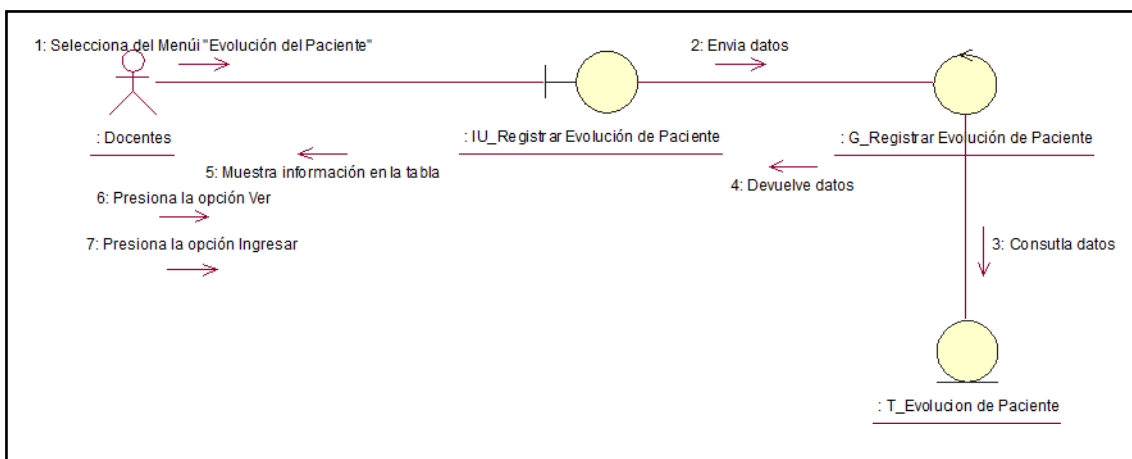 1: Selecciona del Menúi "Evolución del Paciente"
2: Envia datos
: Docentes
: IU_Registrar Evolución de Paciente
: G_Registrar Evolución de Paciente
5: Muestra información en la tabla
4: Devuelve datos
6: Presiona la opción Ver
7: Presiona la opción Ingresar
3: Consutla datos
: T_Evolucion de Paciente